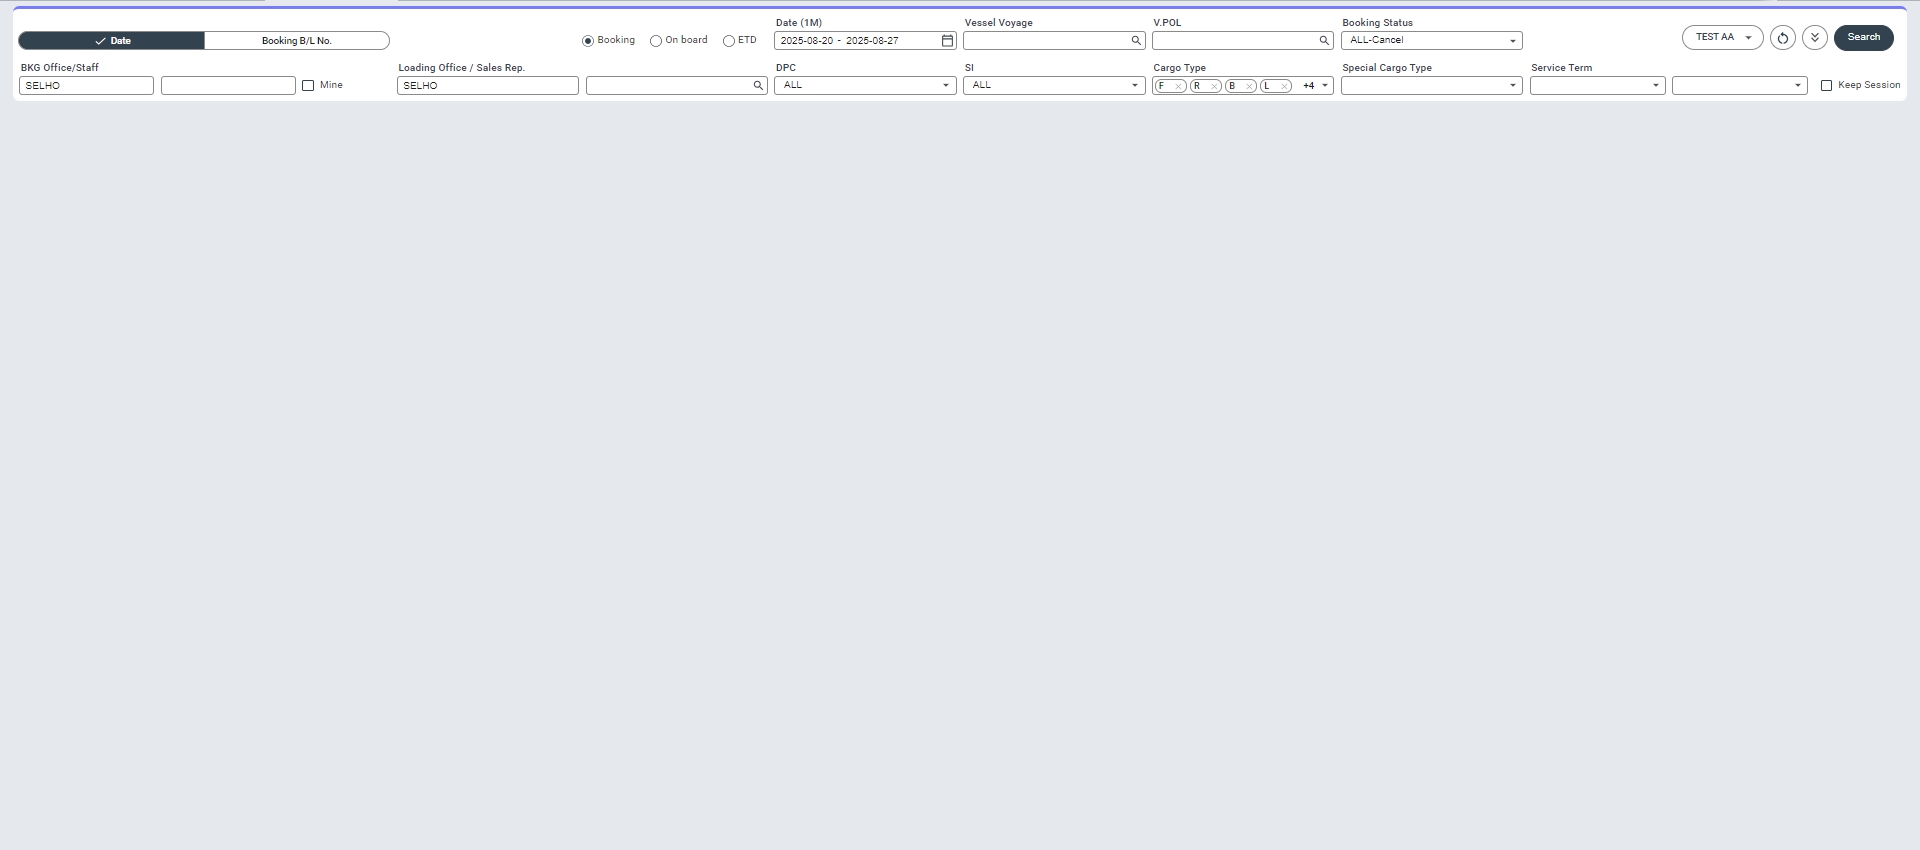 Date
Booking B/L No.
Booking
On board
ETD
Date (1M)
2025-08-20 - 2025-08-27
Vessel Voyage
V.POL
Booking Status
ALL-Cancel
TEST AA
Search
BKG Office/Staff
SELHO
Mine
Loading Office / Sales Rep.
SELHO
DPC
ALL
SI
ALL
Cargo Type
F R B L +4
Special Cargo Type
Service Term
Keep Session